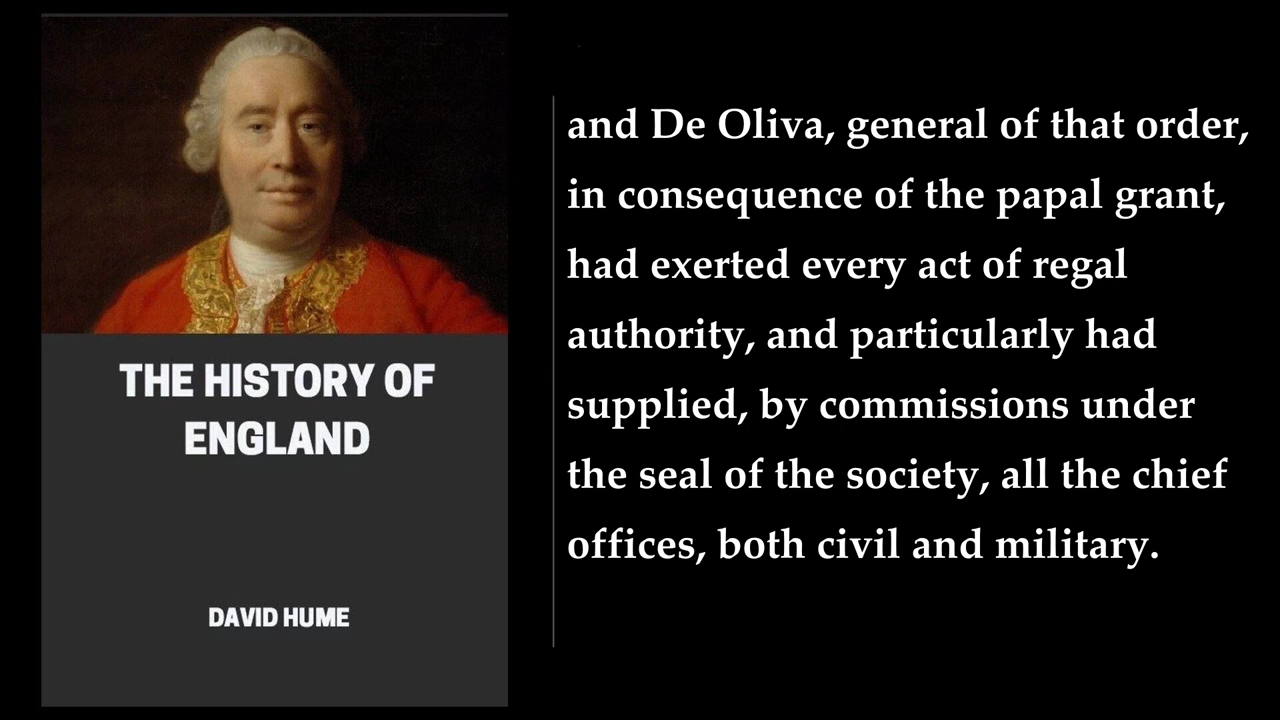 THE HISTORY OF
ENGLAND
DAVID HUME
and De Oliva, general of that order,
in consequence of the papal grant,
had exerted every act of regal
authority, and particularly had
supplied, by commissions under
the seal of the society, all the chief
offices, both civil and military.